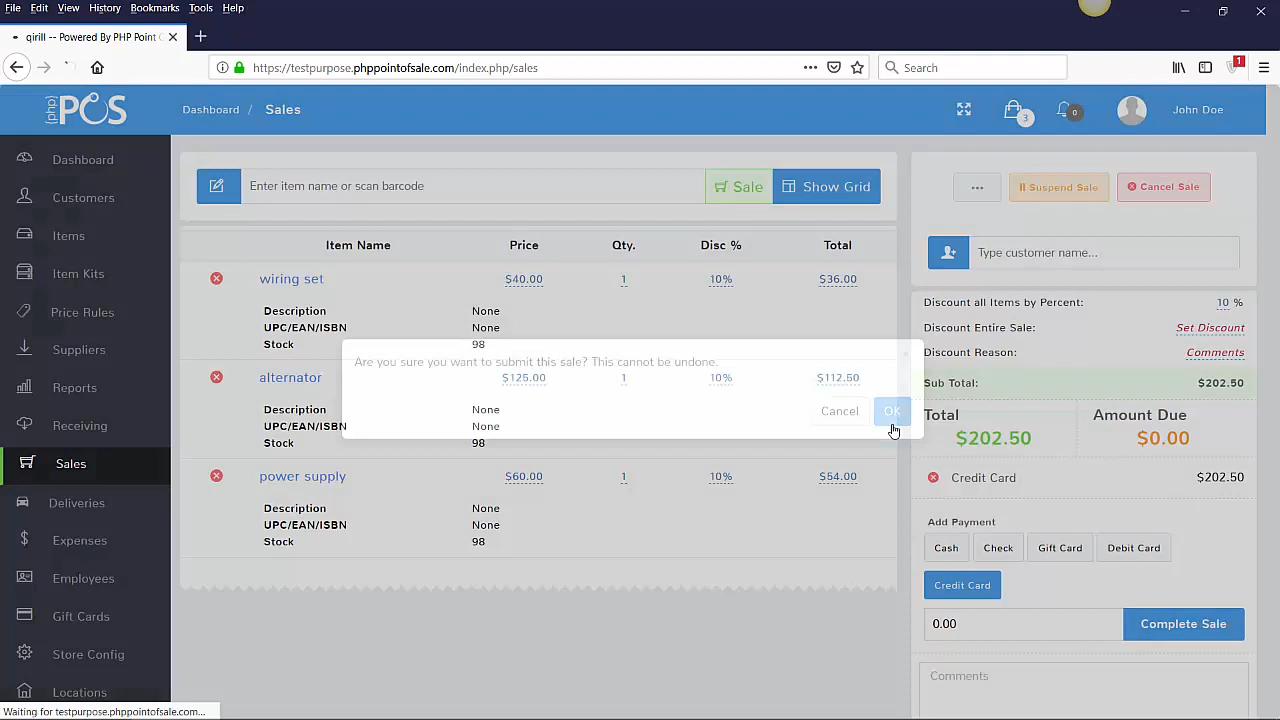 File Edit View History Bookmarks Tools Help
qirill -- Powered By PHP Point O
https://testpurpose.phppointofsale.com/index.php/sales
Search
1
(php) POS
Dashboard / Sales
3
0
John Doe
Dashboard
Customers
Items
Item Kits
Price Rules
Suppliers
Reports
Receiving
Sales
Deliveries
Expenses
Employees
Gift Cards
Store Config
Locations
Enter item name or scan barcode
Sale
Show Grid
Item Name Price Qty. Disc % Total
wiring set $40.00 1 10% $36.00
Description None
UPC/EAN/ISBN None
Stock 98
Are you sure you want to submit this sale? This cannot be undone.
Cancel OK
alternator $125.00 1 10% $112.50
Description None
UPC/EAN/ISBN None
Stock 98
power supply $60.00 1 10% $54.00
Description None
UPC/EAN/ISBN None
Stock 98
Suspend Sale
Cancel Sale
Type customer name...
Discount all Items by Percent: 10 %
Discount Entire Sale: Set Discount
Discount Reason: Comments
Sub Total: $202.50
Total Amount Due
$202.50 $0.00
Credit Card $202.50
Add Payment
Cash Check Gift Card Debit Card
Credit Card
0.00 Complete Sale
Comments
Waiting for testpurpose.phppointofsale.com...